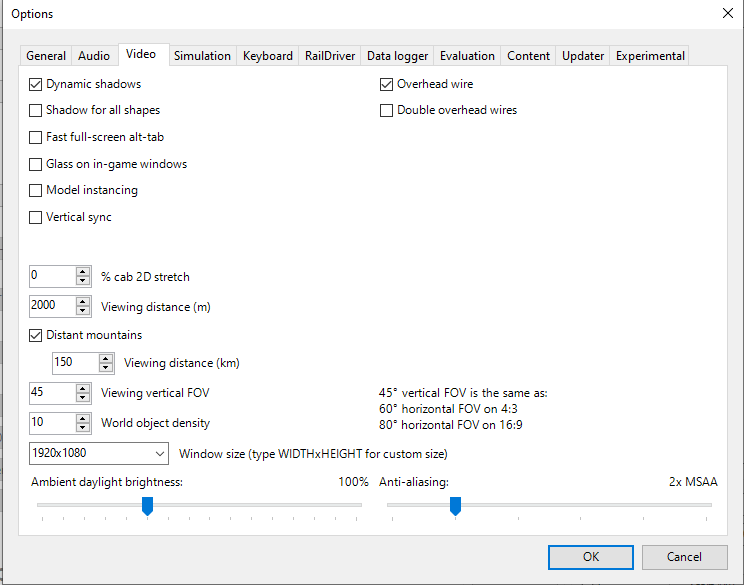 Options
General Audio Video Simulation Keyboard RailDriver Data logger Evaluation Content Updater Experimental
Dynamic shadows
Overhead wire
Shadow for all shapes
Double overhead wires
Fast full-screen alt-tab
Glass on in-game windows
Model instancing
Vertical sync
0 % cab 2D stretch
2000 Viewing distance (m)
Distant mountains
150 Viewing distance (km)
45 Viewing vertical FOV
45° vertical FOV is the same as:
60° horizontal FOV on 4:3
10 World object density
80° horizontal FOV on 16:9
1920x1080 Window size (type WIDTHxHEIGHT for custom size)
Ambient daylight brightness: 100%
Anti-aliasing: 2x MSAA
OK Cancel